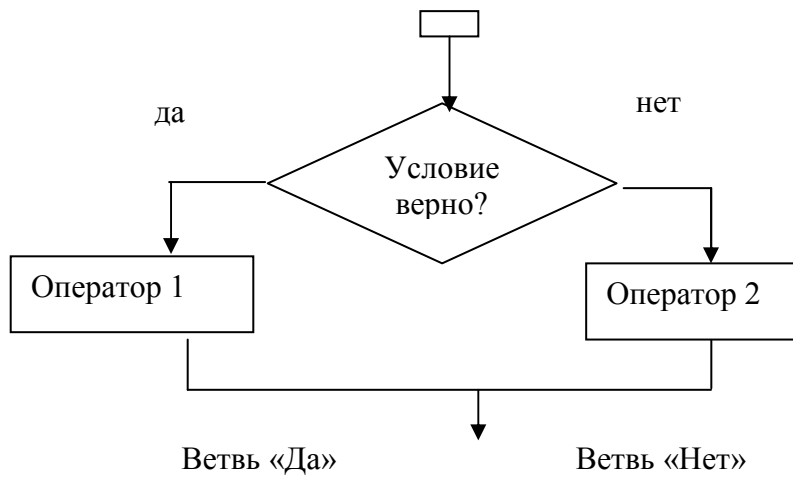 да
нет
Условие
верно?
Оператор 1
Оператор 2
Ветвь «Да»
Ветвь «Нет»